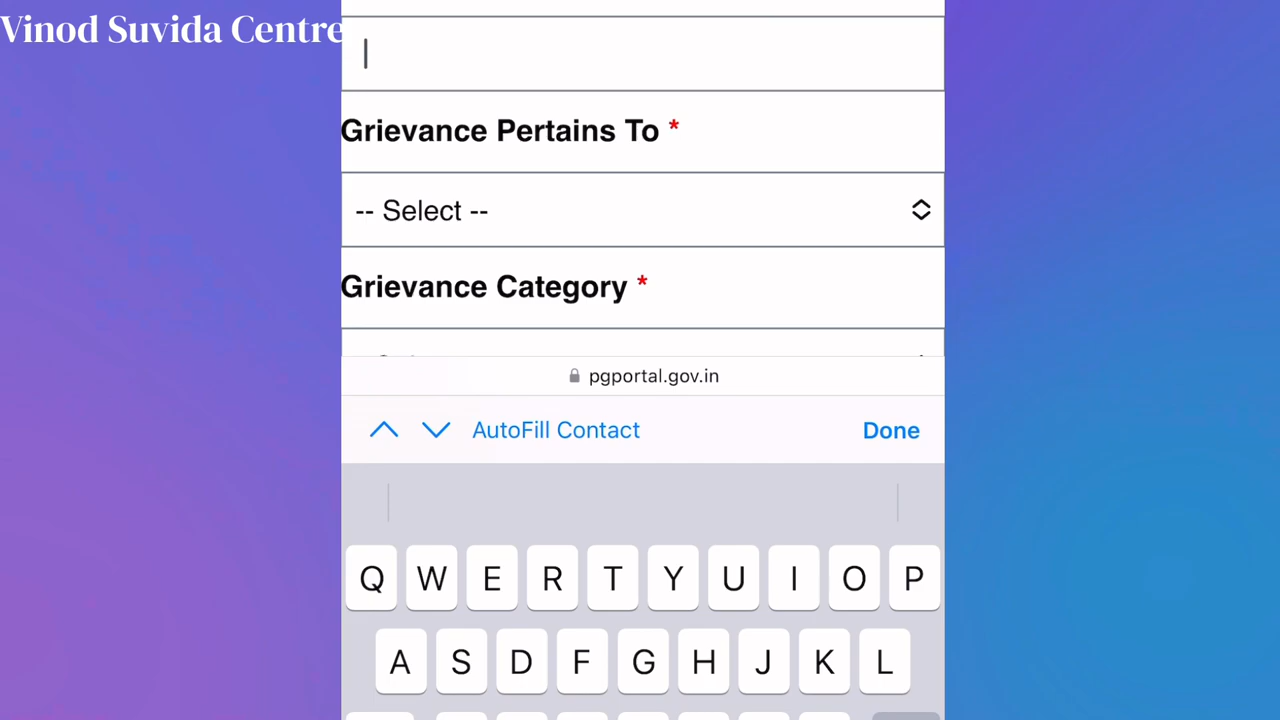 Vinod Suvida Centre
Grievance Pertains To *
-- Select --
Grievance Category *
pgportal.gov.in
AutoFill Contact
Done
Q W E R T Y U I O P
A S D F G H J K L